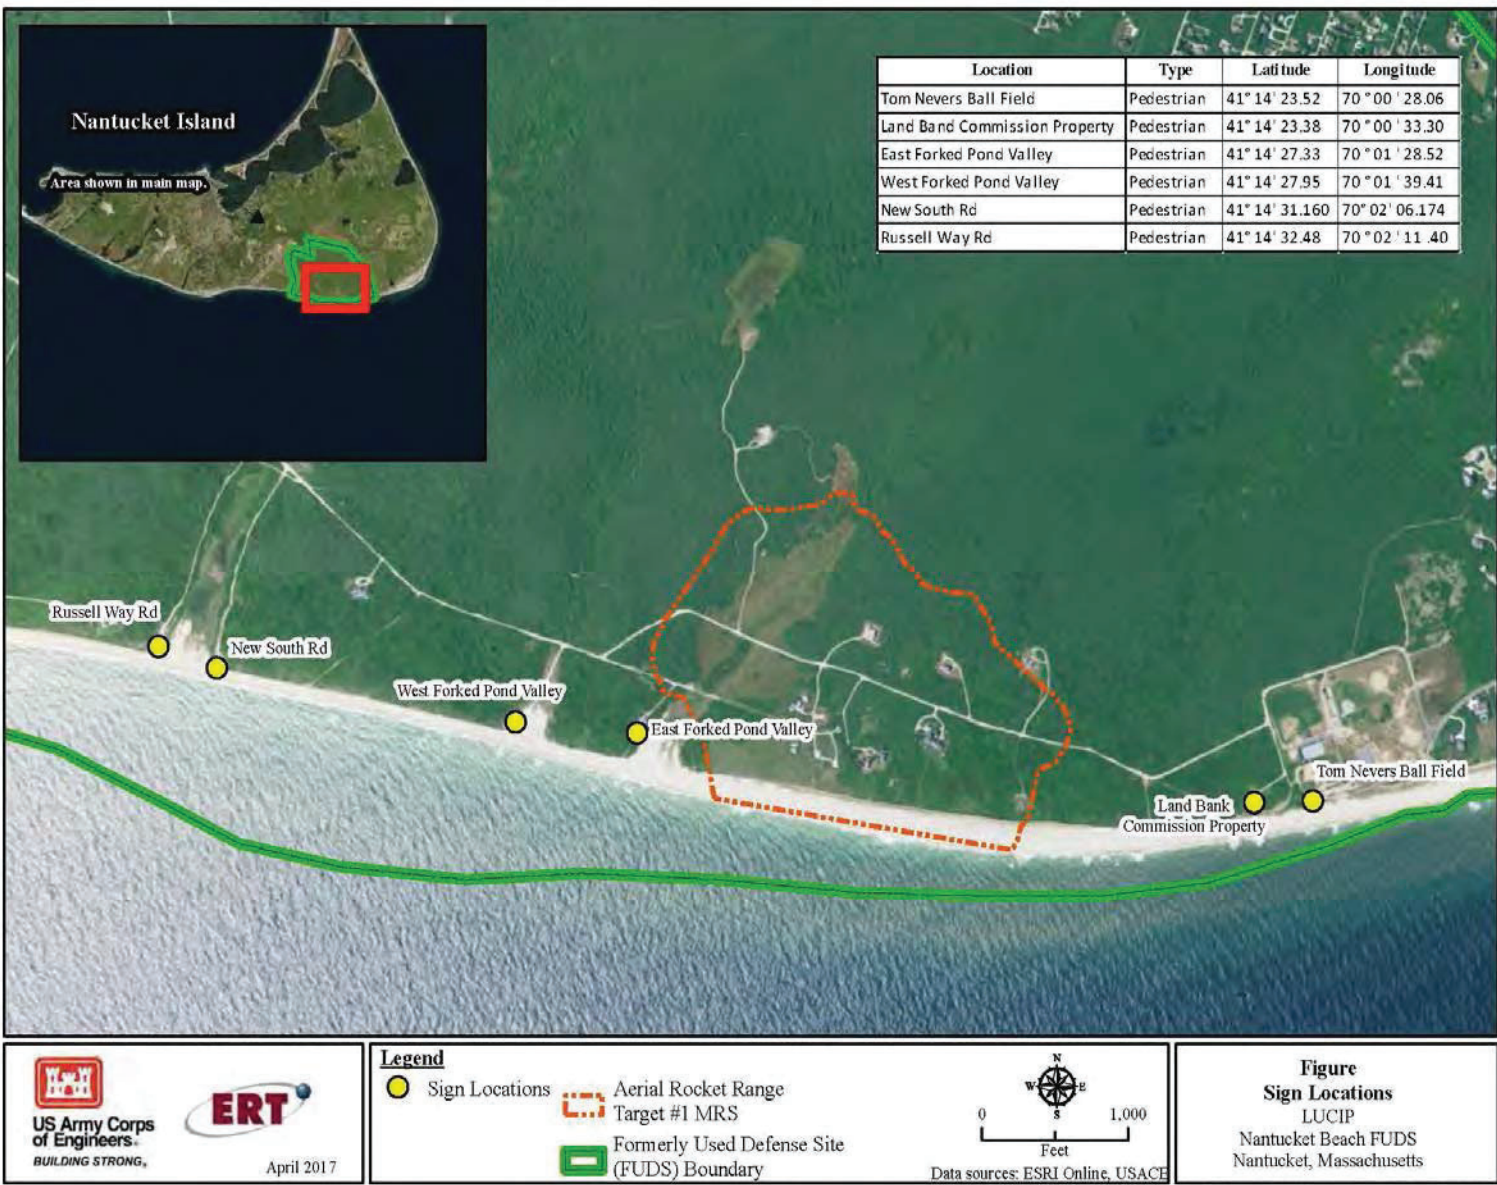 Nantucket Island
Area shown in main map.
Location Type Latitude Longitude
Tom Nevers Ball Field Pedestrian 41° 14' 23.52 70 °00 '28.06
Land Band Commission Property Pedestrian 41° 14' 23.38 70 °00 '33.30
East Forked Pond Valley Pedestrian 41° 14' 27.33 70 °01 '28.52
West Forked Pond Valley Pedestrian 41° 14' 27.95 70 °01 '39.41
New South Rd Pedestrian 41° 14' 31.160 70° 02' 06.174
Russell Way Rd Pedestrian 41° 14' 32.48 70 °02 '11.40
Russell Way Rd
New South Rd
West Forked Pond Valley
East Forked Pond Valley
Tom Nevers Ball Field
Land Bank
Commission Property
US Army Corps
of Engineers.
BUILDING STRONG,
ERT
April 2017
Legend
Sign Locations
Aerial Rocket Range
Target #1 MRS
Formerly Used Defense Site
(FUDS) Boundary
N
W E
S
0 1,000
Feet
Data sources: ESRI Online, USACE
Figure
Sign Locations
LUCIP
Nantucket Beach FUDS
Nantucket, Massachusetts